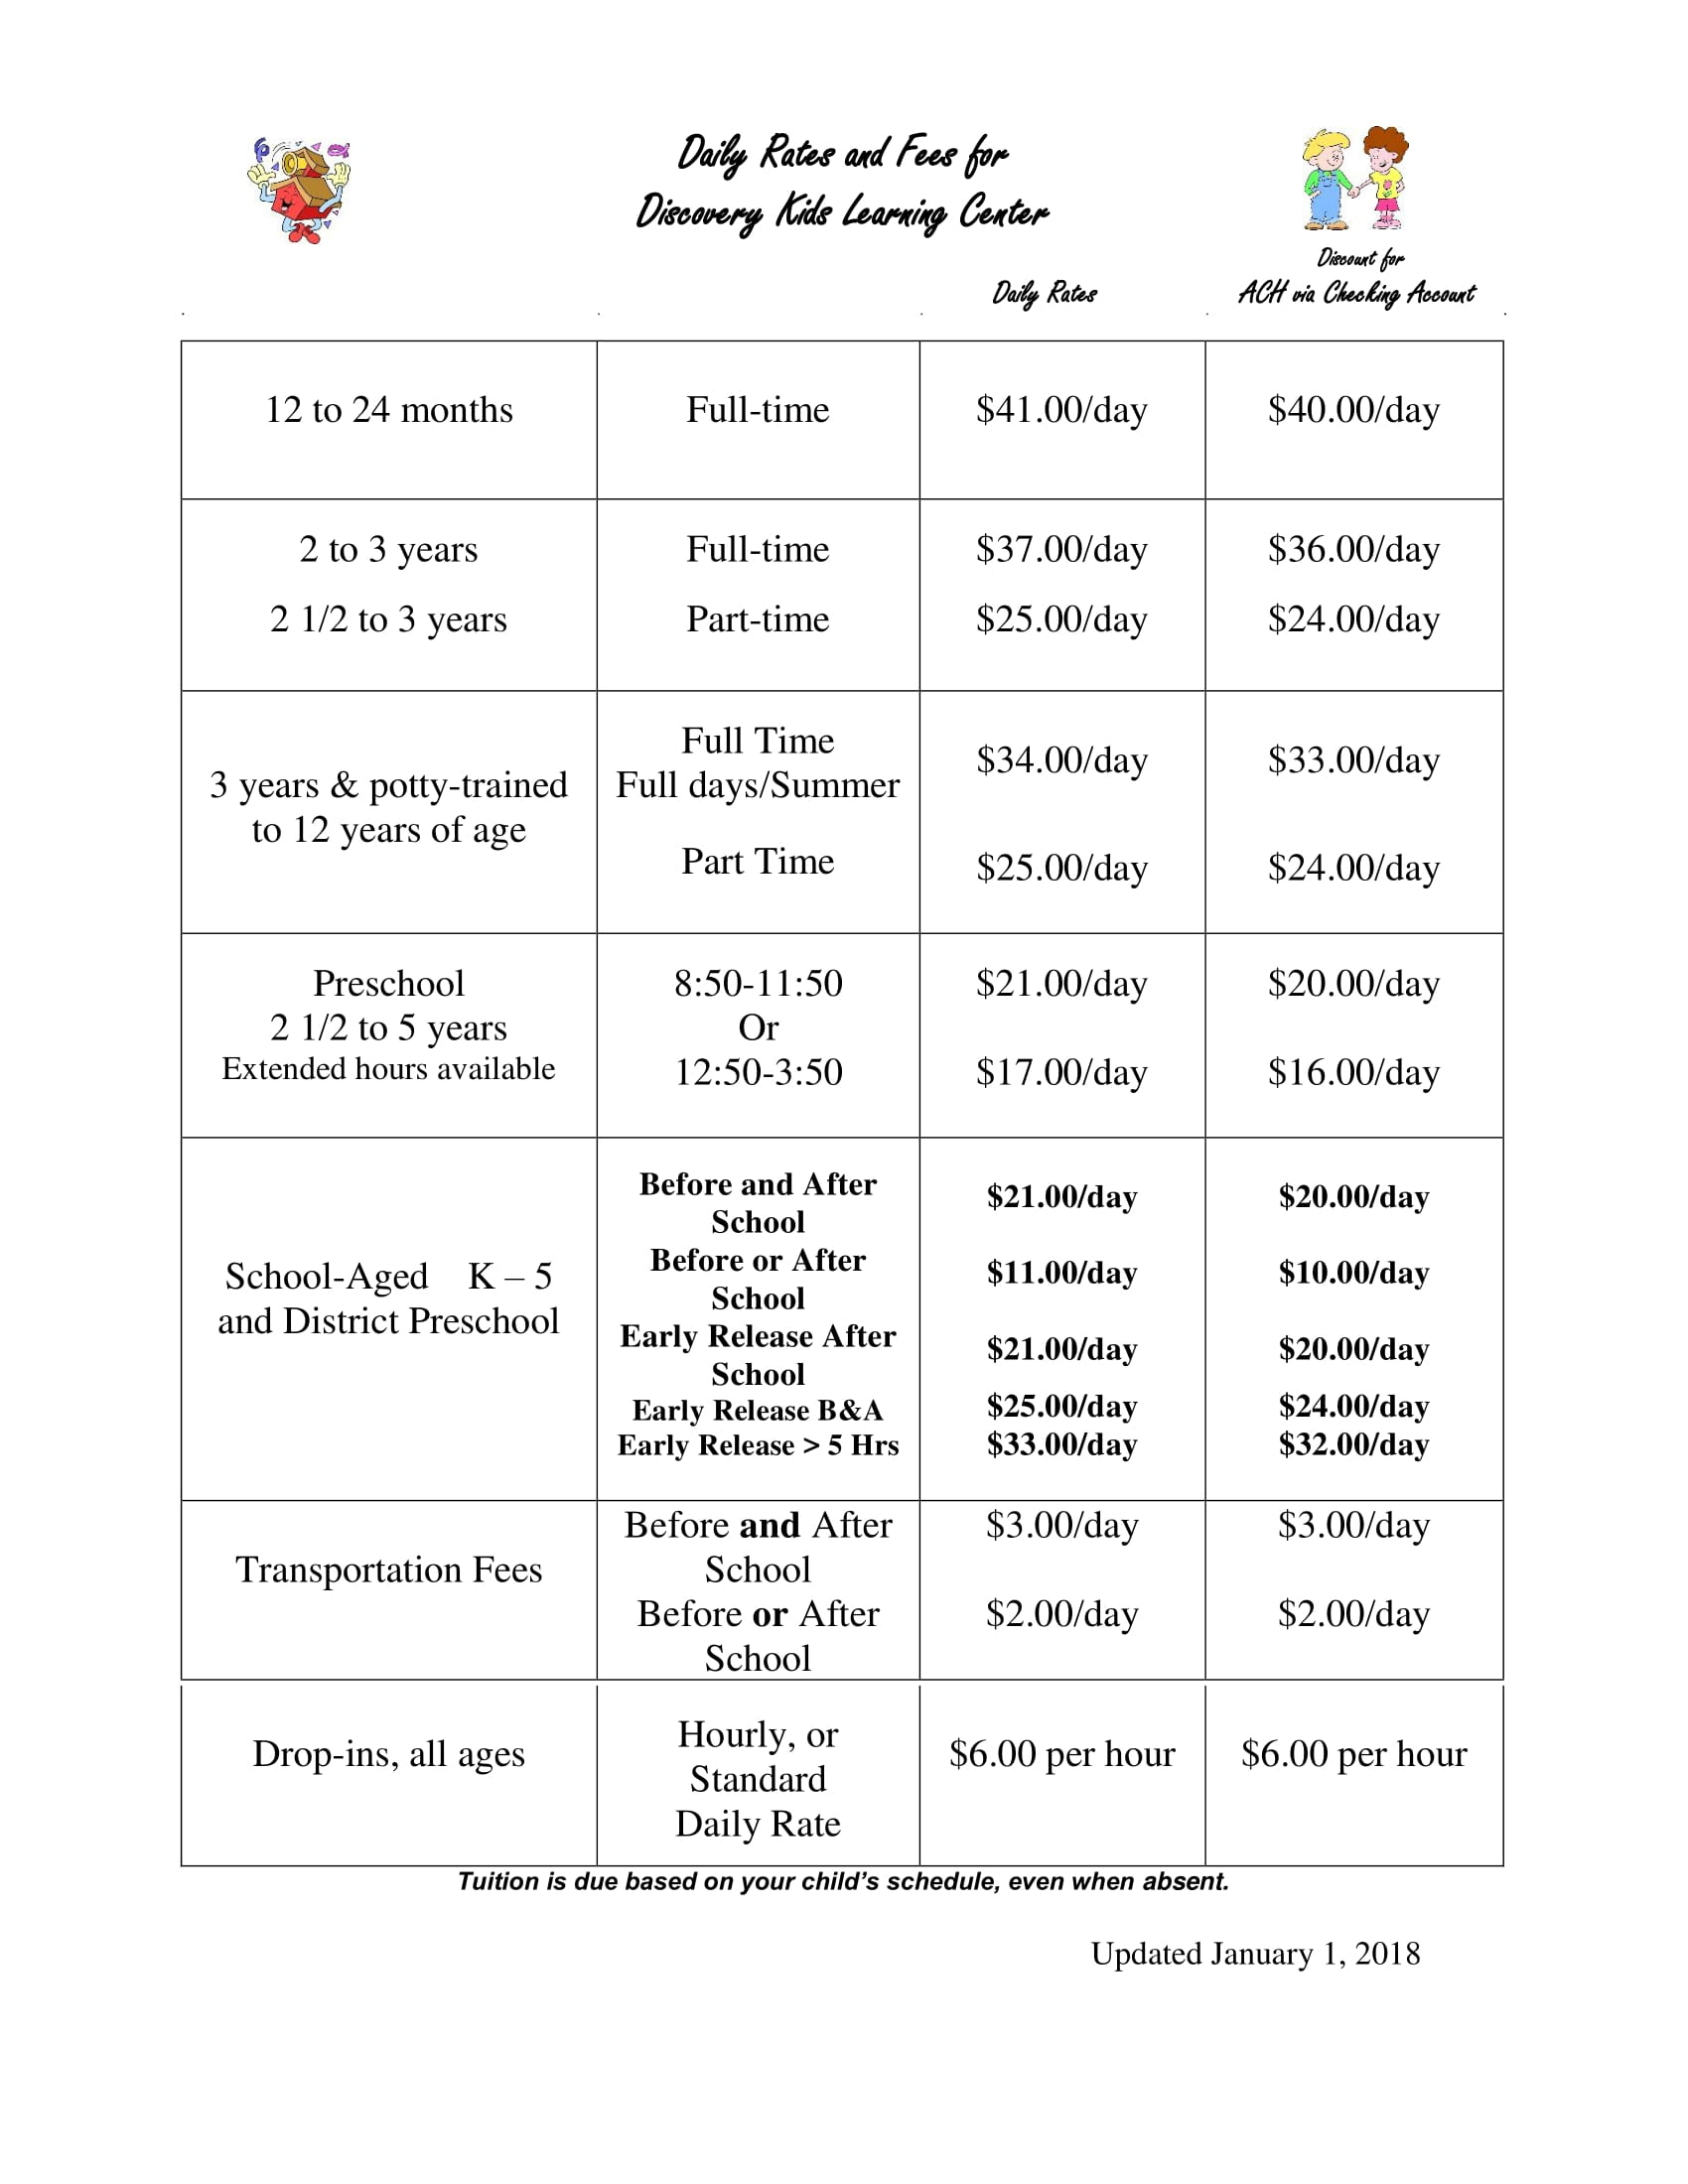 Daily Rates and Fees for
Discovery Kids Learning Center
Discount for
Daily Rates ACH via Checking Account
12 to 24 months Full-time $41.00/day $40.00/day
2 to 3 years Full-time $37.00/day $36.00/day
2 1/2 to 3 years Part-time $25.00/day $24.00/day
3 years & potty-trained
to 12 years of age
Full Time
Full days/Summer
$34.00/day $33.00/day
Part Time $25.00/day $24.00/day
Preschool
2 1/2 to 5 years
Extended hours available
8:50-11:50 $21.00/day $20.00/day
Or
12:50-3:50 $17.00/day $16.00/day
School-Aged K – 5
and District Preschool
Before and After
School
$21.00/day $20.00/day
Before or After
School
$11.00/day $10.00/day
Early Release After
School
$21.00/day $20.00/day
Early Release B&A $25.00/day $24.00/day
Early Release > 5 Hrs $33.00/day $32.00/day
Transportation Fees
Before and After
School
$3.00/day $3.00/day
Before or After
School
$2.00/day $2.00/day
Drop-ins, all ages
Hourly, or
Standard
Daily Rate
$6.00 per hour $6.00 per hour
Tuition is due based on your child’s schedule, even when absent.
Updated January 1, 2018